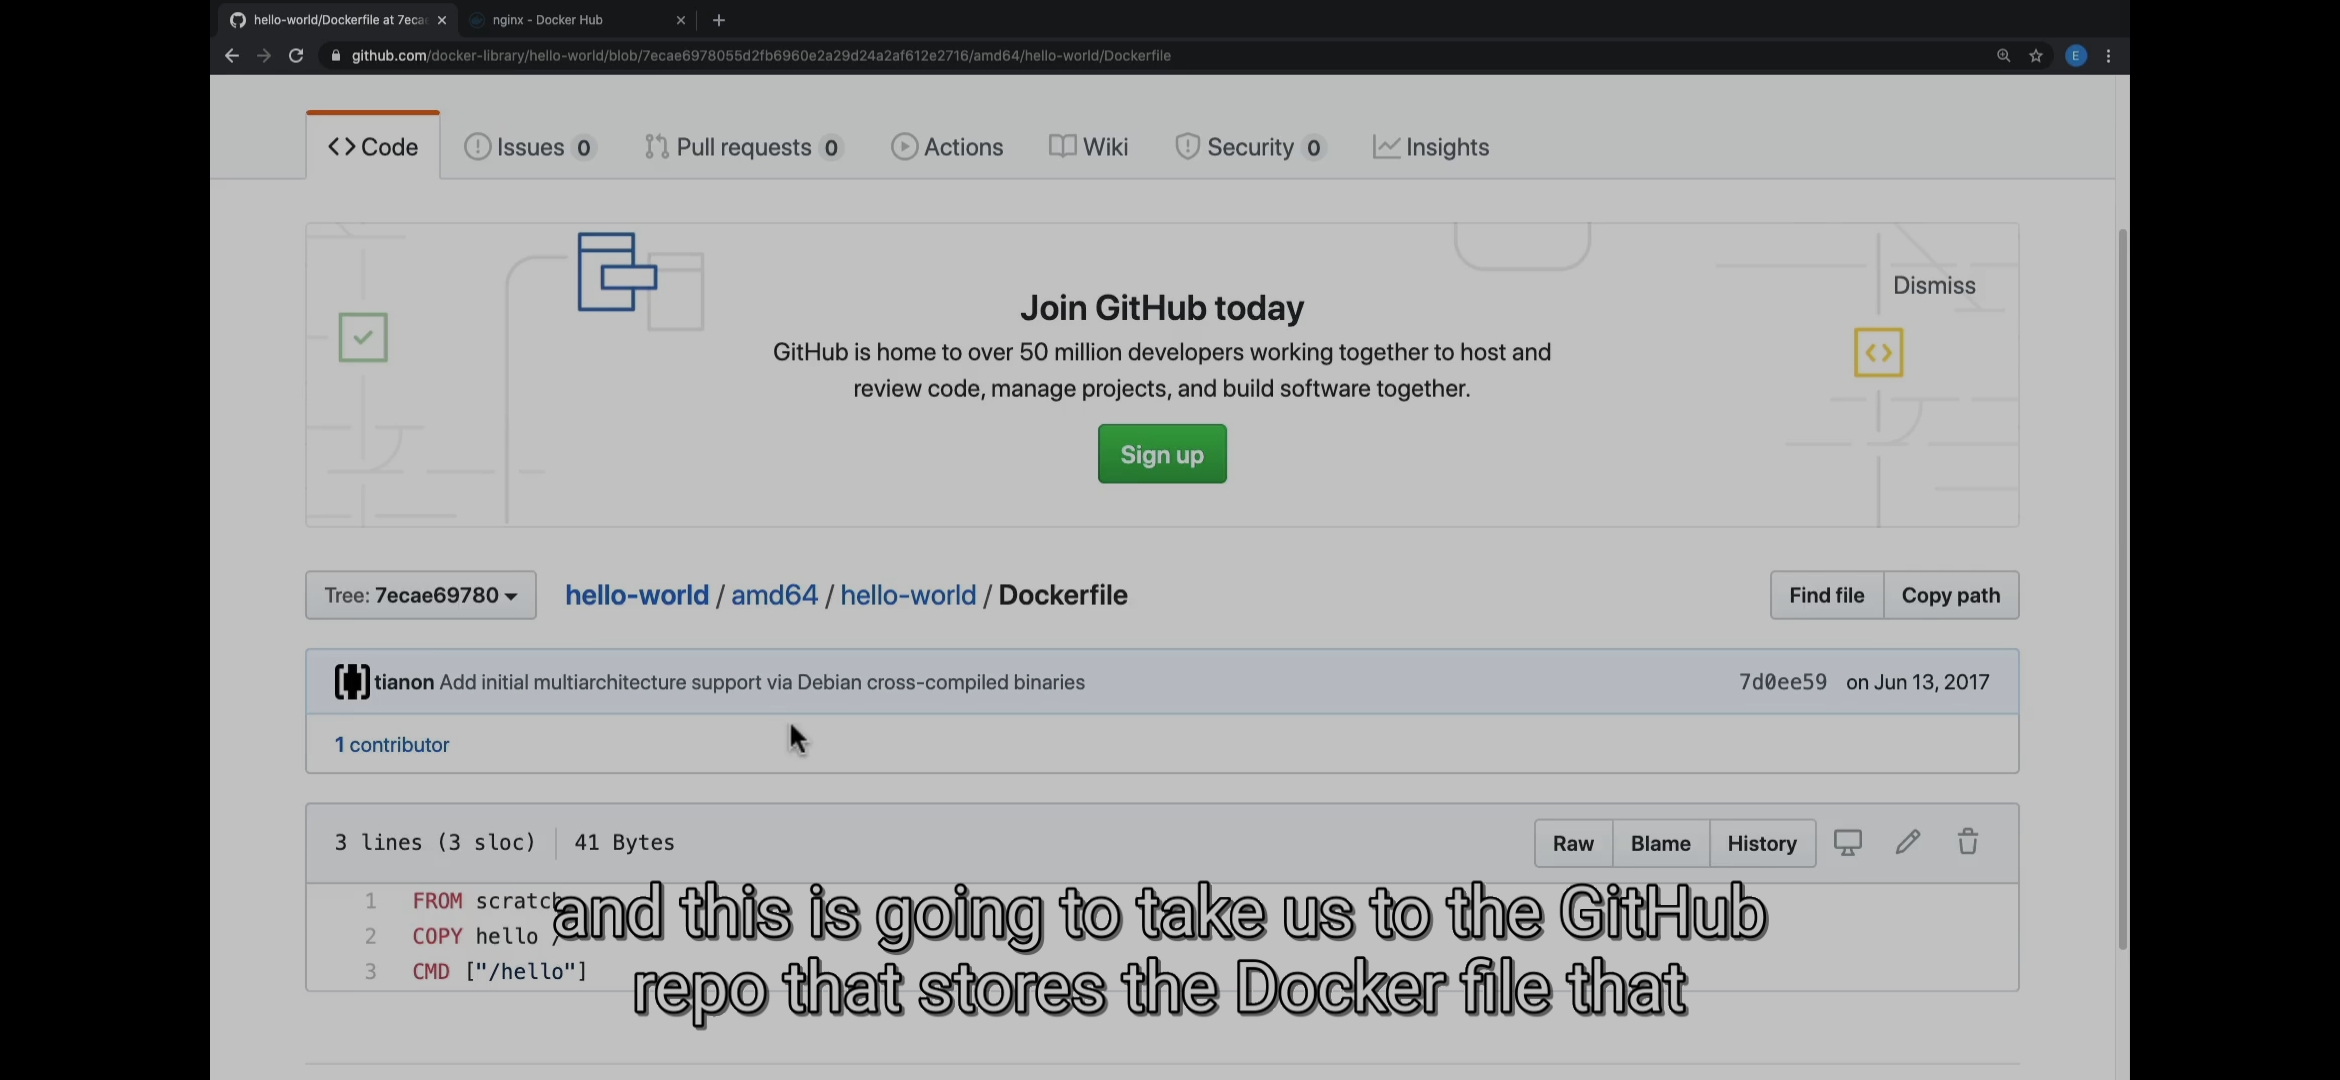 hello-world/Dockerfile at 7eca
nginx - Docker Hub
github.com/docker-library/hello-world/blob/7ecae6978055d2fb6960e2a29d24a2af612e2716/amd64/hello-world/Dockerfile
E
Code
Issues 0
Pull requests 0
Actions
Wiki
Security 0
Insights
Dismiss
Join GitHub today
GitHub is home to over 50 million developers working together to host and
review code, manage projects, and build software together.
Sign up
Tree: 7ecae69780
hello-world / amd64 / hello-world / Dockerfile
Find file
Copy path
tianon Add initial multiarchitecture support via Debian cross-compiled binaries
7d0ee59 on Jun 13, 2017
1 contributor
3 lines (3 sloc) 41 Bytes
Raw
Blame
History
1 FROM scratch
2 COPY hello /
3 CMD ["/hello"]
and this is going to take us to the GitHub
repo that stores the Docker file that